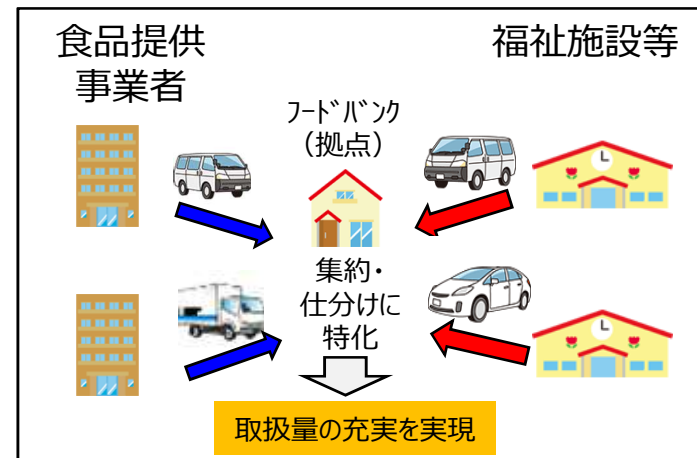 食品提供
事業者
福祉施設等
ﾌｰﾄﾞﾊﾞﾝｸ
（拠点）
集約・
仕分けに
特化
取扱量の充実を実現